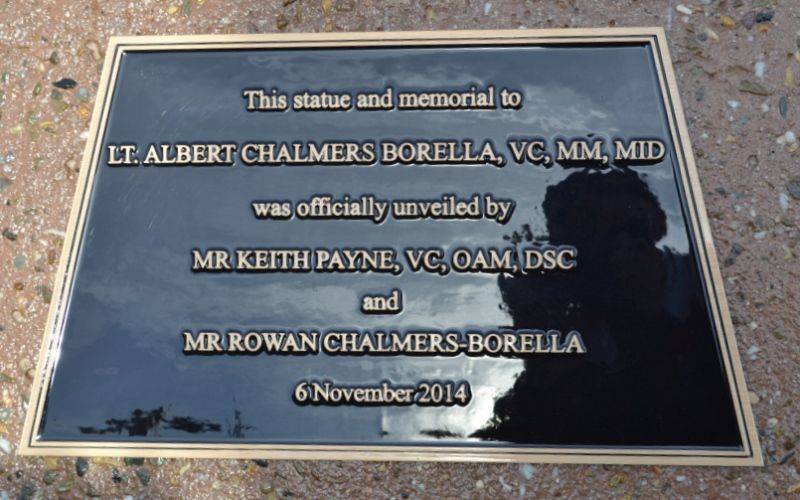 This statue and memorial to
LT. ALBERT CHALMERS BORELLA, VC, MM, MID
was officially unveiled by
MR KEITH PAYNE, VC, OAM, DSC
and
MR ROWAN CHALMERS-BORELLA
6 November 2014